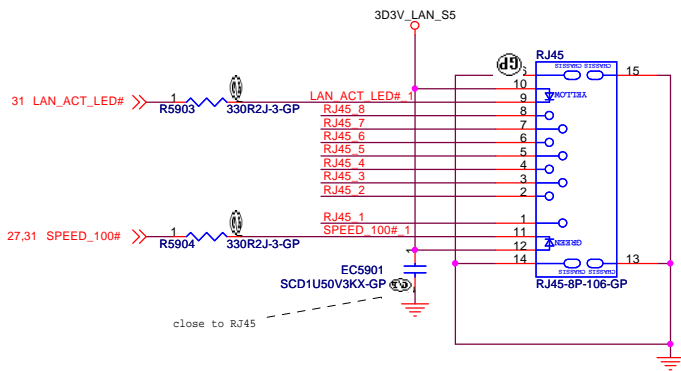 3D3V_LAN_S5
RJ45
GP
CHASSIS CHASSIS
15
10
31 LAN_ACT_LED#
1
R5903
330R2J-3-GP
LAN_ACT_LED#_1
9
YELLOW
RJ45_8
8
RJ45_7
7
RJ45_6
6
RJ45_5
5
RJ45_4
4
RJ45_3
3
RJ45_2
2
RJ45_1
1
27,31 SPEED_100#
1
R5904
330R2J-3-GP
SPEED_100#_1
11
GREEN
12
14
CHASSIS CHASSIS
13
EC5901
SCD1U50V3KX-GP
RJ45-8P-106-GP
close to RJ45